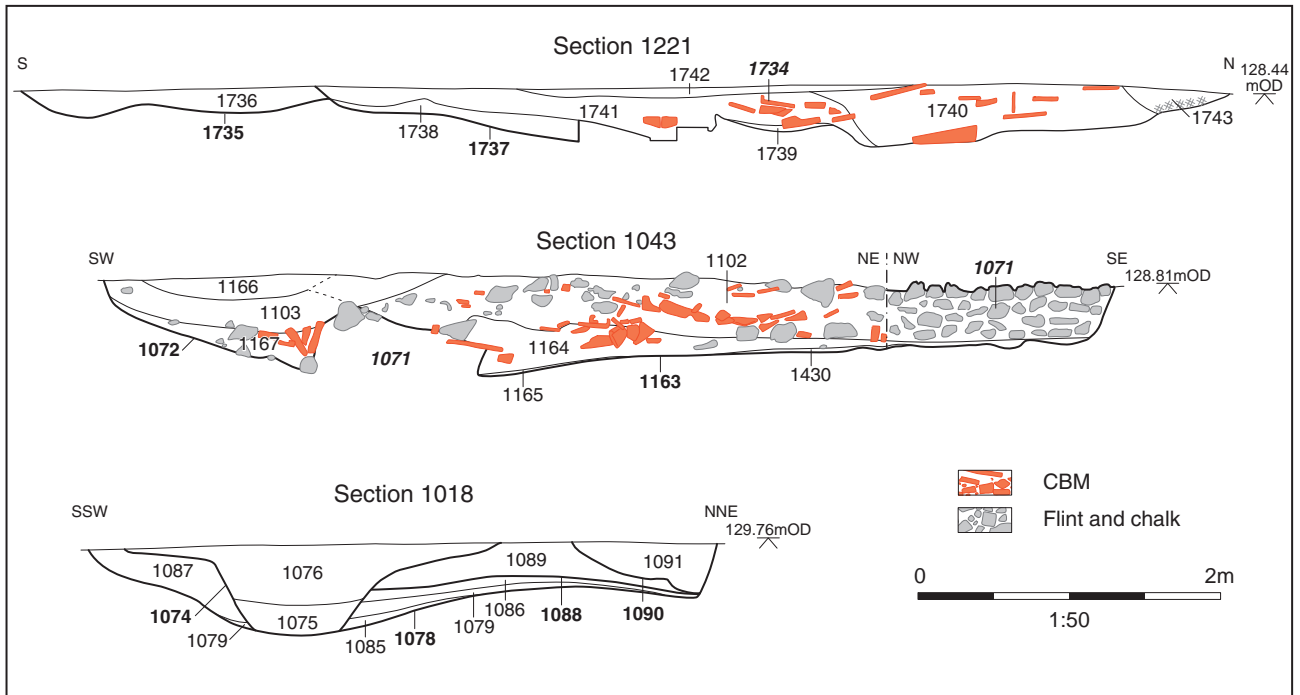 Section 1221
S
N 128.44
mOD
1742
1734
1736
1741
1740
1735
1738
1737
1739
1743
Section 1043
SW
1102
NE NW
1071
SE
128.81mOD
1166
1103
1072
1167
1071
1164
1165
1163
1430
Section 1018
SSW
NNE
129.76mOD
1087
1076
1089
1091
1074
1079
1075
1085
1078
1079
1086
1088
1090
CBM
Flint and chalk
0
2m
1:50